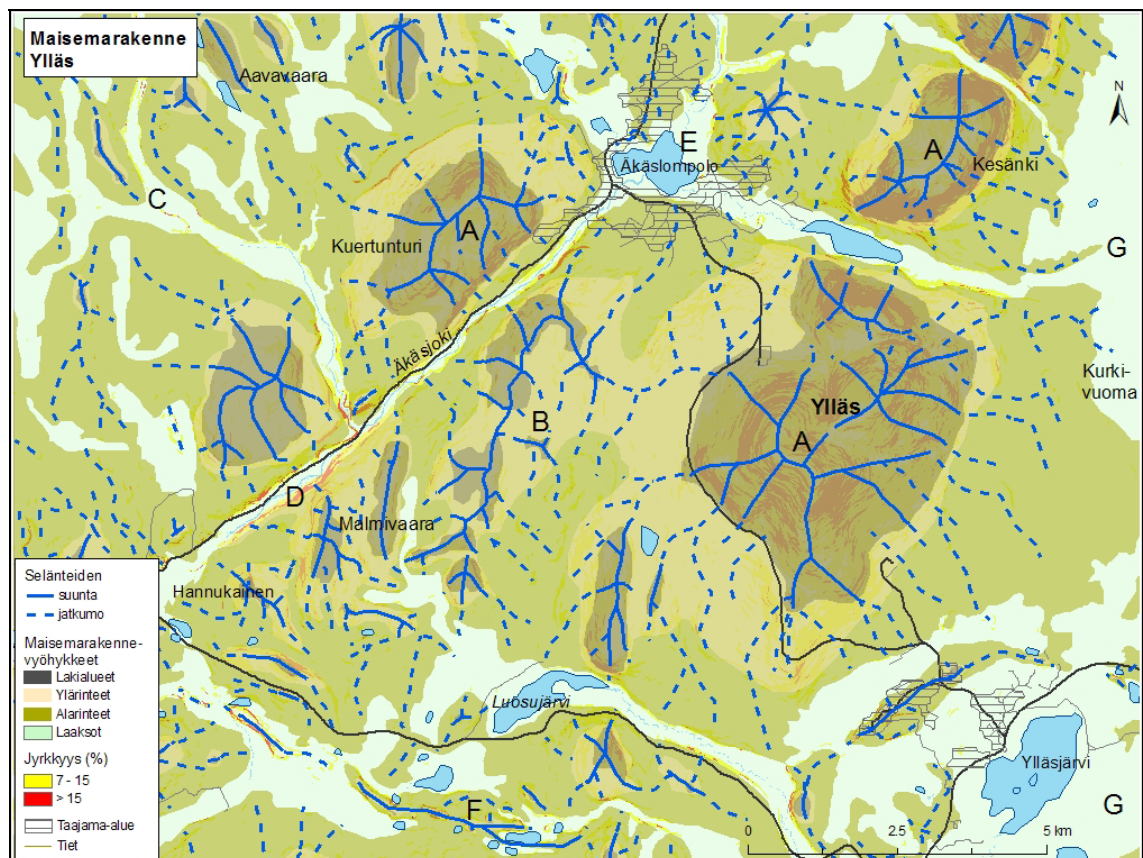 Maisemarakenne
Ylläs
Aavavaara
N
E
Äkäslompolo
A
Kesänki
C
A
Kuertunturi
G
Äkäsjoki
Kurki-
vuoma
Ylläs
B
A
D
Malmivaara
Hannukainen
Luosujärvi
Ylläsjärvi
F
G
Selänteiden
suunta
jatkumo
Maisemarakenne-
vyöhykkeet
Lakialueet
Ylärinteet
Alarinteet
Laaksot
Jyrkkyys (%)
7 - 15
> 15
Taajama-alue
Tiet
0 2.5 5 km